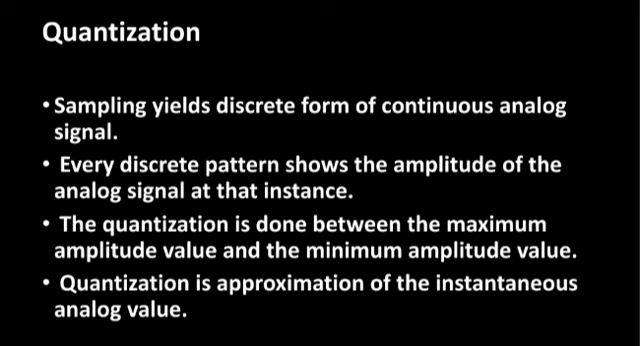 Quantization
• Sampling yields discrete form of continuous analog
signal.
• Every discrete pattern shows the amplitude of the
analog signal at that instance.
• The quantization is done between the maximum
amplitude value and the minimum amplitude value.
• Quantization is approximation of the instantaneous
analog value.